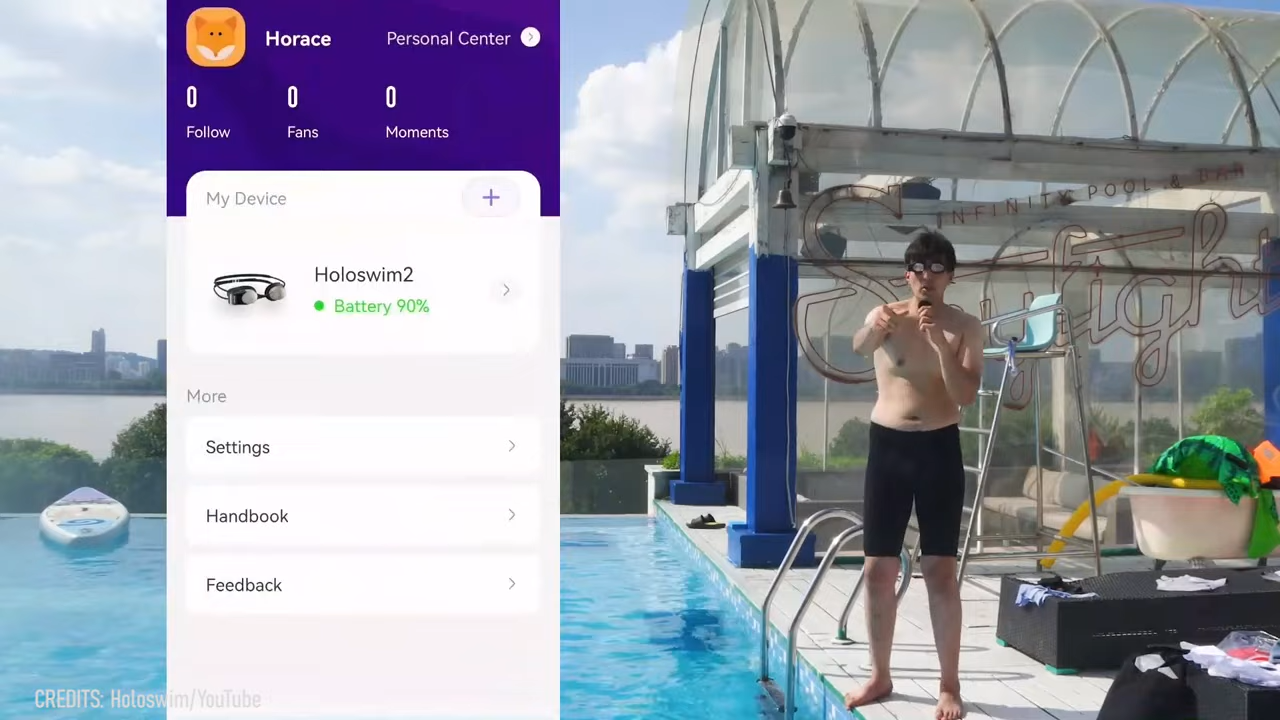 Horace
Personal Center
0
0
0
Follow
Fans
Moments
My Device
+
Holoswim2
Battery 90%
More
Settings
Handbook
Feedback
INFINITY POOL & BAR
CREDITS: Holoswim/YouTube